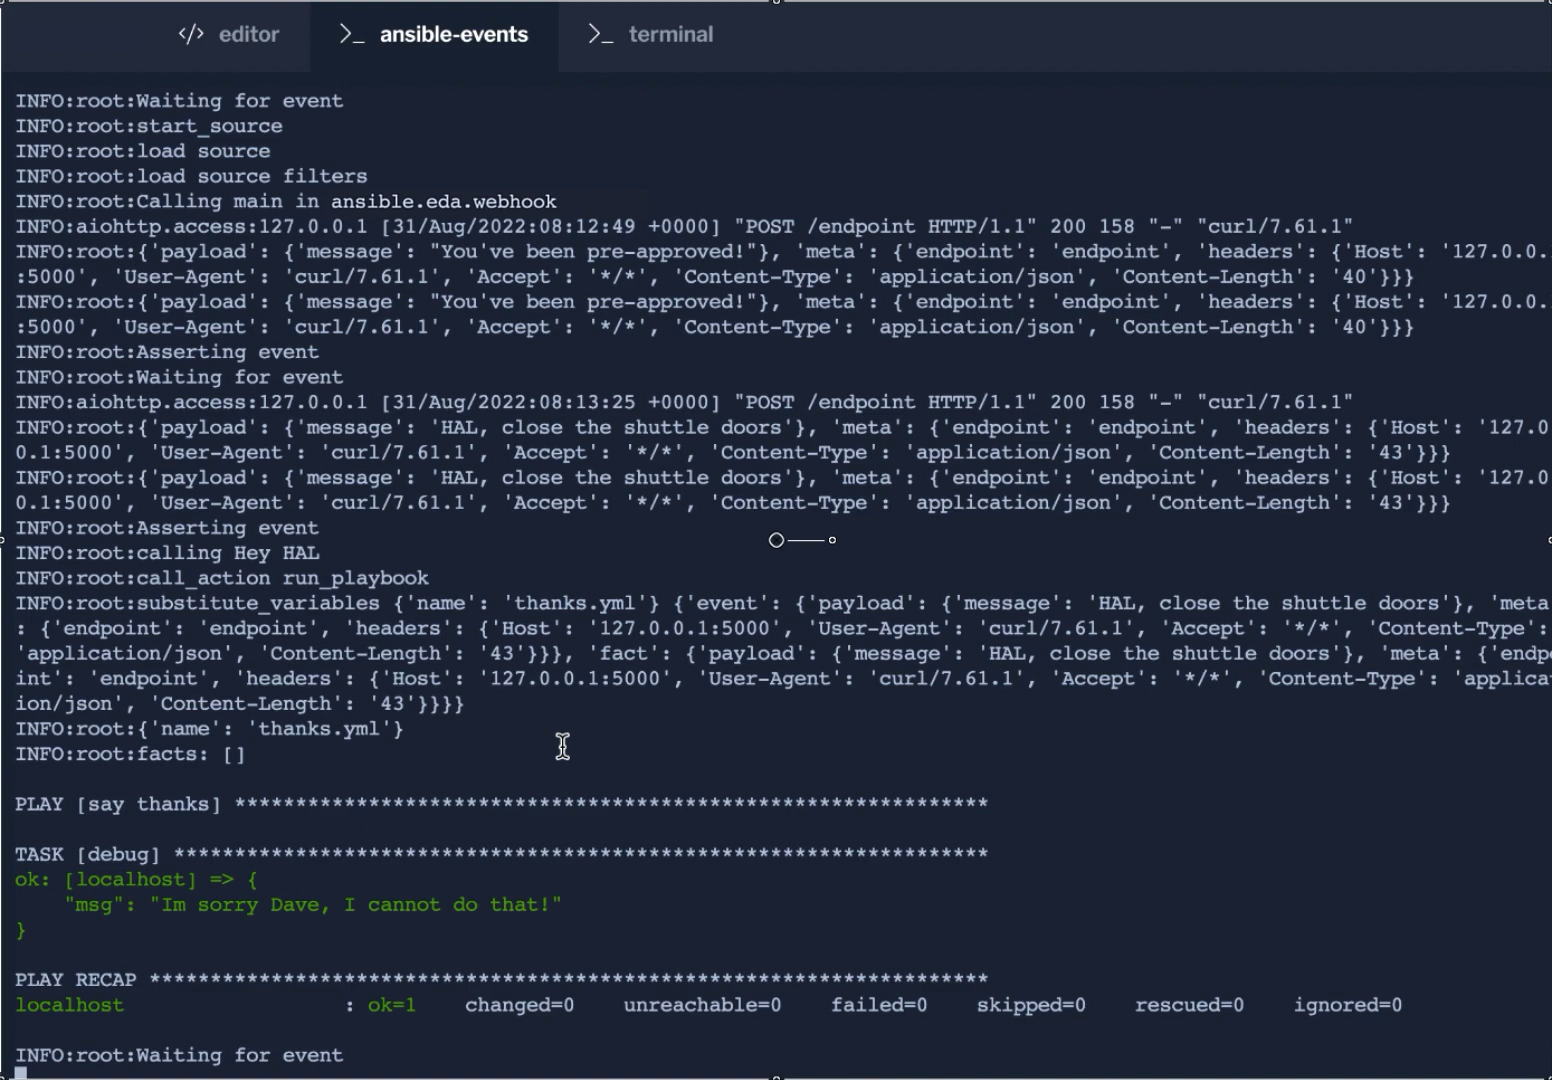 </> editor >_ ansible-events >_ terminal
INFO:root:Waiting for event
INFO:root:start_source
INFO:root:load source
INFO:root:load source filters
INFO:root:Calling main in ansible.eda.webhook
INFO:aiohttp.access:127.0.0.1 [31/Aug/2022:08:12:49 +0000] "POST /endpoint HTTP/1.1" 200 158 "-" "curl/7.61.1"
INFO:root:{'payload': {'message': "You've been pre-approved!"}, 'meta': {'endpoint': 'endpoint', 'headers': {'Host': '127.0.0.
:5000', 'User-Agent': 'curl/7.61.1', 'Accept': '*/*', 'Content-Type': 'application/json', 'Content-Length': '40'}}}
INFO:root:{'payload': {'message': "You've been pre-approved!"}, 'meta': {'endpoint': 'endpoint', 'headers': {'Host': '127.0.0.
:5000', 'User-Agent': 'curl/7.61.1', 'Accept': '*/*', 'Content-Type': 'application/json', 'Content-Length': '40'}}}
INFO:root:Asserting event
INFO:root:Waiting for event
INFO:aiohttp.access:127.0.0.1 [31/Aug/2022:08:13:25 +0000] "POST /endpoint HTTP/1.1" 200 158 "-" "curl/7.61.1"
INFO:root:{'payload': {'message': 'HAL, close the shuttle doors'}, 'meta': {'endpoint': 'endpoint', 'headers': {'Host': '127.0
0.1:5000', 'User-Agent': 'curl/7.61.1', 'Accept': '*/*', 'Content-Type': 'application/json', 'Content-Length': '43'}}}
INFO:root:{'payload': {'message': 'HAL, close the shuttle doors'}, 'meta': {'endpoint': 'endpoint', 'headers': {'Host': '127.0
0.1:5000', 'User-Agent': 'curl/7.61.1', 'Accept': '*/*', 'Content-Type': 'application/json', 'Content-Length': '43'}}}
INFO:root:Asserting event
INFO:root:calling Hey HAL
INFO:root:call_action run_playbook
INFO:root:substitute_variables {'name': 'thanks.yml'} {'event': {'payload': {'message': 'HAL, close the shuttle doors'}, 'meta
: {'endpoint': 'endpoint', 'headers': {'Host': '127.0.0.1:5000', 'User-Agent': 'curl/7.61.1', 'Accept': '*/*', 'Content-Type':
'application/json', 'Content-Length': '43'}}}, 'fact': {'payload': {'message': 'HAL, close the shuttle doors'}, 'meta': {'endpo
int': 'endpoint', 'headers': {'Host': '127.0.0.1:5000', 'User-Agent': 'curl/7.61.1', 'Accept': '*/*', 'Content-Type': 'applicat
ion/json', 'Content-Length': '43'}}}}
INFO:root:{'name': 'thanks.yml'}
INFO:root:facts: []
PLAY [say thanks] **************************************************************
TASK [debug] *******************************************************************
ok: [localhost] => {
"msg": "Im sorry Dave, I cannot do that!"
}
PLAY RECAP *********************************************************************
localhost : ok=1 changed=0 unreachable=0 failed=0 skipped=0 rescued=0 ignored=0
INFO:root:Waiting for event